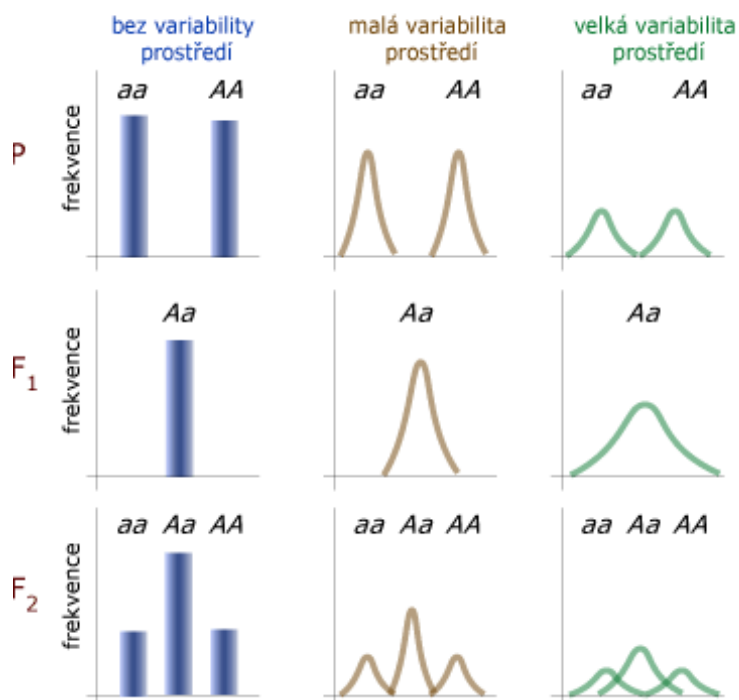 bez variability
prostředí
malá variabilita
prostředí
velká variabilita
prostředí
P
frekvence
aa AA
aa AA
aa AA
F1
frekvence
Aa
Aa
Aa
F2
frekvence
aa Aa AA
aa Aa AA
aa Aa AA